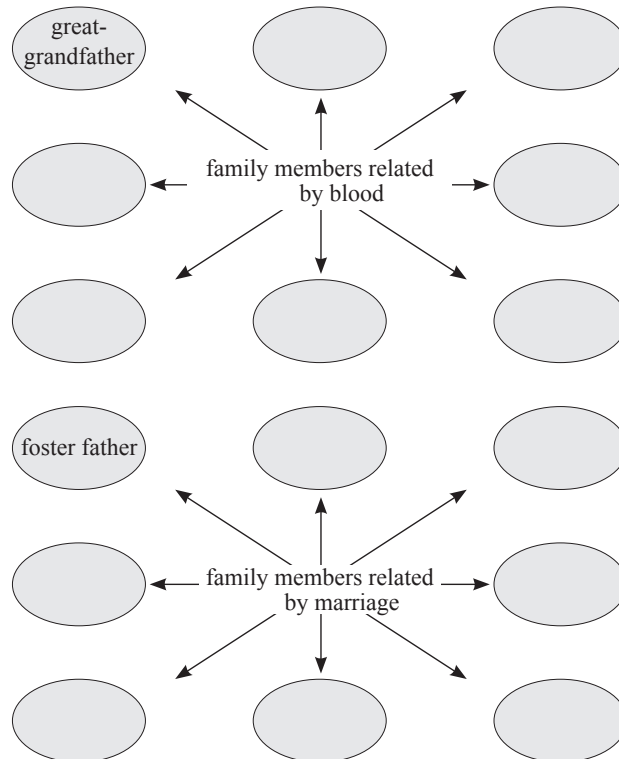 great-
grandfather
family members related
by blood
foster father
family members related
by marriage